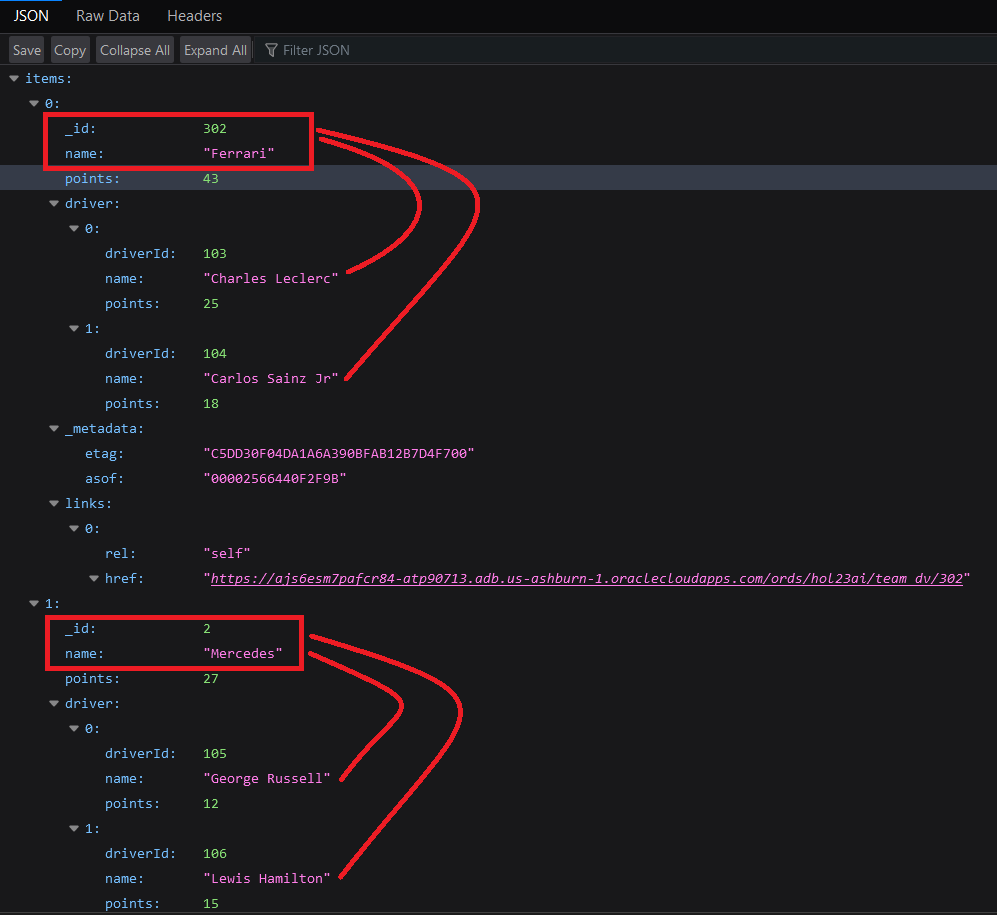 JSON Raw Data Headers
Save Copy Collapse All Expand All Filter JSON
items:
0:
_id: 302
name: "Ferrari"
points: 43
driver:
0:
driverId: 103
name: "Charles Leclerc"
points: 25
1:
driverId: 104
name: "Carlos Sainz Jr"
points: 18
_metadata:
etag: "C5DD30F04DA1A6A390BFAB12B7D4F700"
asof: "00002566440F2F9B"
links:
0:
rel: "self"
href: "https://ajs6esm7pafcr84-atp90713.adb.us-ashburn-1.oraclecloudapps.com/ords/hol23ai/team_dv/302"
1:
_id: 2
name: "Mercedes"
points: 27
driver:
0:
driverId: 105
name: "George Russell"
points: 12
1:
driverId: 106
name: "Lewis Hamilton"
points: 15